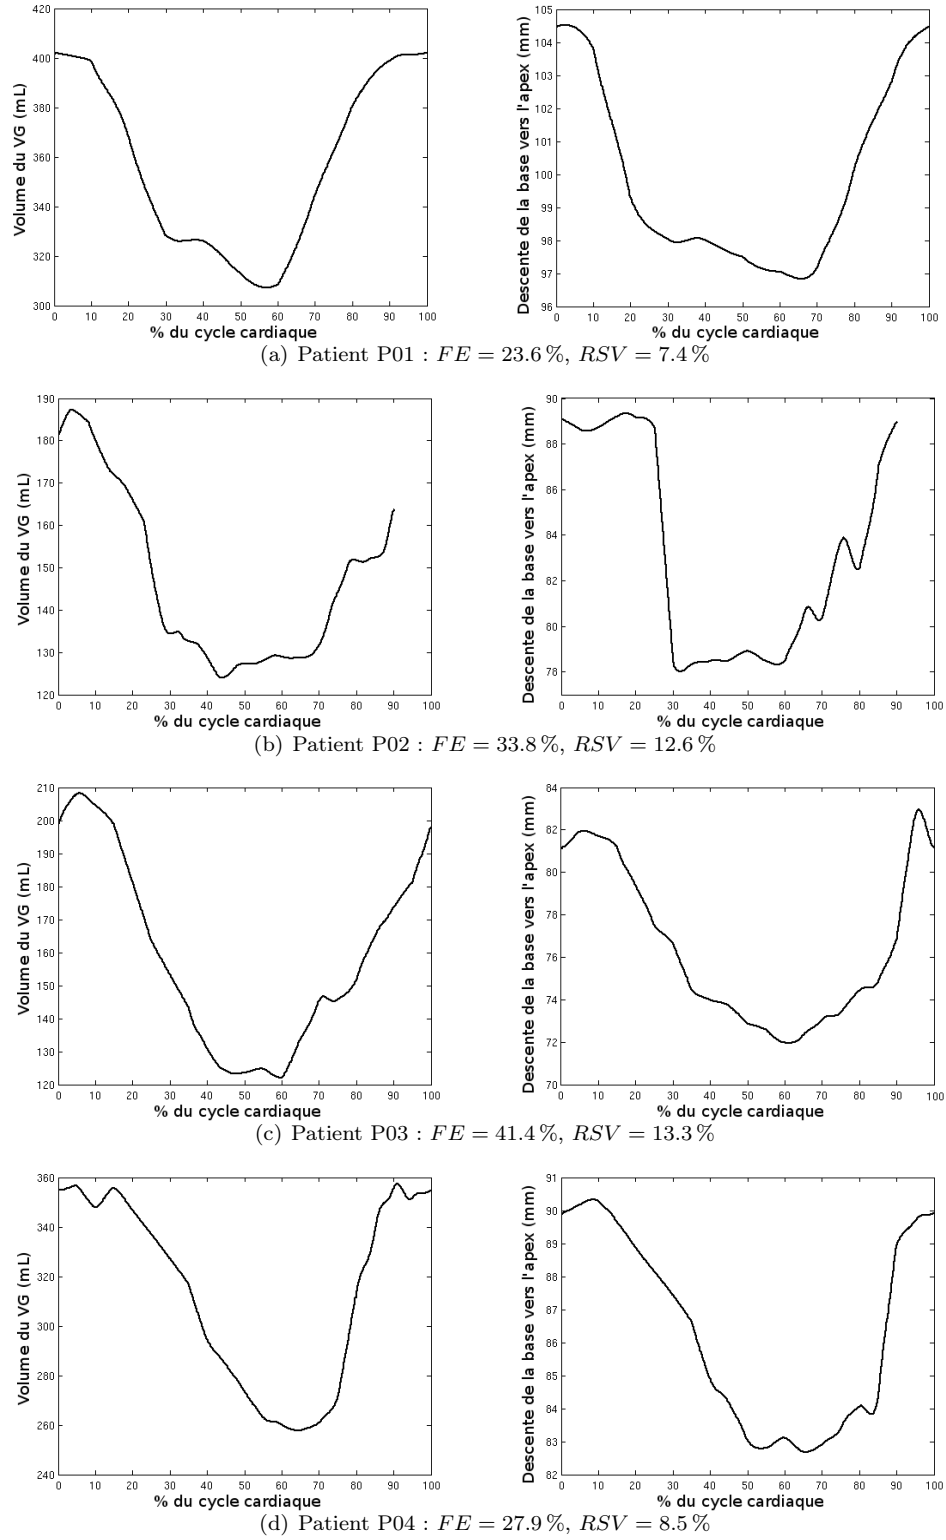 420
400
380
360
340
320
300
Volume du VG (mL)
0 10 20 30 40 50 60 70 80 90 100
% du cycle cardiaque
105
104
103
102
101
100
99
98
97
96
Descente de la base vers l'apex (mm)
0 10 20 30 40 50 60 70 80 90 100
% du cycle cardiaque
(a) Patient P01 : FE = 23.6 %, RSV = 7.4 %
190
180
170
160
150
140
130
120
Volume du VG (mL)
0 10 20 30 40 50 60 70 80 90 100
% du cycle cardiaque
90
88
86
84
82
80
78
Descente de la base vers l'apex (mm)
0 10 20 30 40 50 60 70 80 90 100
% du cycle cardiaque
(b) Patient P02 : FE = 33.8 %, RSV = 12.6 %
210
200
190
180
170
160
150
140
130
120
Volume du VG (mL)
0 10 20 30 40 50 60 70 80 90 100
% du cycle cardiaque
84
82
80
78
76
74
72
70
Descente de la base vers l'apex (mm)
0 10 20 30 40 50 60 70 80 90 100
% du cycle cardiaque
(c) Patient P03 : FE = 41.4 %, RSV = 13.3 %
360
340
320
300
280
260
240
Volume du VG (mL)
0 10 20 30 40 50 60 70 80 90 100
% du cycle cardiaque
91
90
89
88
87
86
85
84
83
82
Descente de la base vers l'apex (mm)
0 10 20 30 40 50 60 70 80 90 100
% du cycle cardiaque
(d) Patient P04 : FE = 27.9 %, RSV = 8.5 %